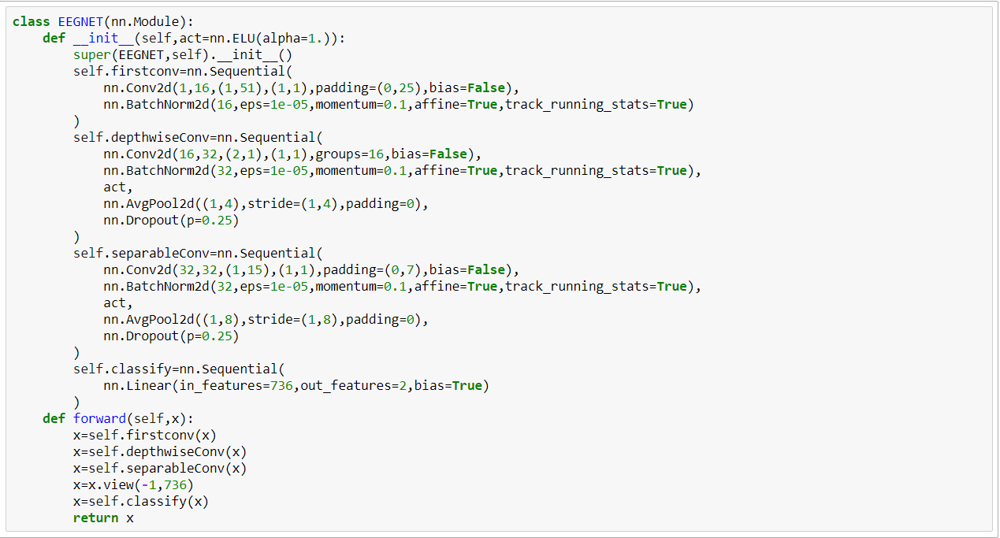 class EEGNET(nn.Module):
    def __init__(self,act=nn.ELU(alpha=1.)):
        super(EEGNET,self).__init__()
        self.firstconv=nn.Sequential(
            nn.Conv2d(1,16,(1,51),(1,1),padding=(0,25),bias=False),
            nn.BatchNorm2d(16,eps=1e-05,momentum=0.1,affine=True,track_running_stats=True)
        )
        self.depthwiseConv=nn.Sequential(
            nn.Conv2d(16,32,(2,1),(1,1),groups=16,bias=False),
            nn.BatchNorm2d(32,eps=1e-05,momentum=0.1,affine=True,track_running_stats=True),
            act,
            nn.AvgPool2d((1,4),stride=(1,4),padding=0),
            nn.Dropout(p=0.25)
        )
        self.separableConv=nn.Sequential(
            nn.Conv2d(32,32,(1,15),(1,1),padding=(0,7),bias=False),
            nn.BatchNorm2d(32,eps=1e-05,momentum=0.1,affine=True,track_running_stats=True),
            act,
            nn.AvgPool2d((1,8),stride=(1,8),padding=0),
            nn.Dropout(p=0.25)
        )
        self.classify=nn.Sequential(
            nn.Linear(in_features=736,out_features=2,bias=True)
        )
    def forward(self,x):
        x=self.firstconv(x)
        x=self.depthwiseConv(x)
        x=self.separableConv(x)
        x=x.view(-1,736)
        x=self.classify(x)
        return x